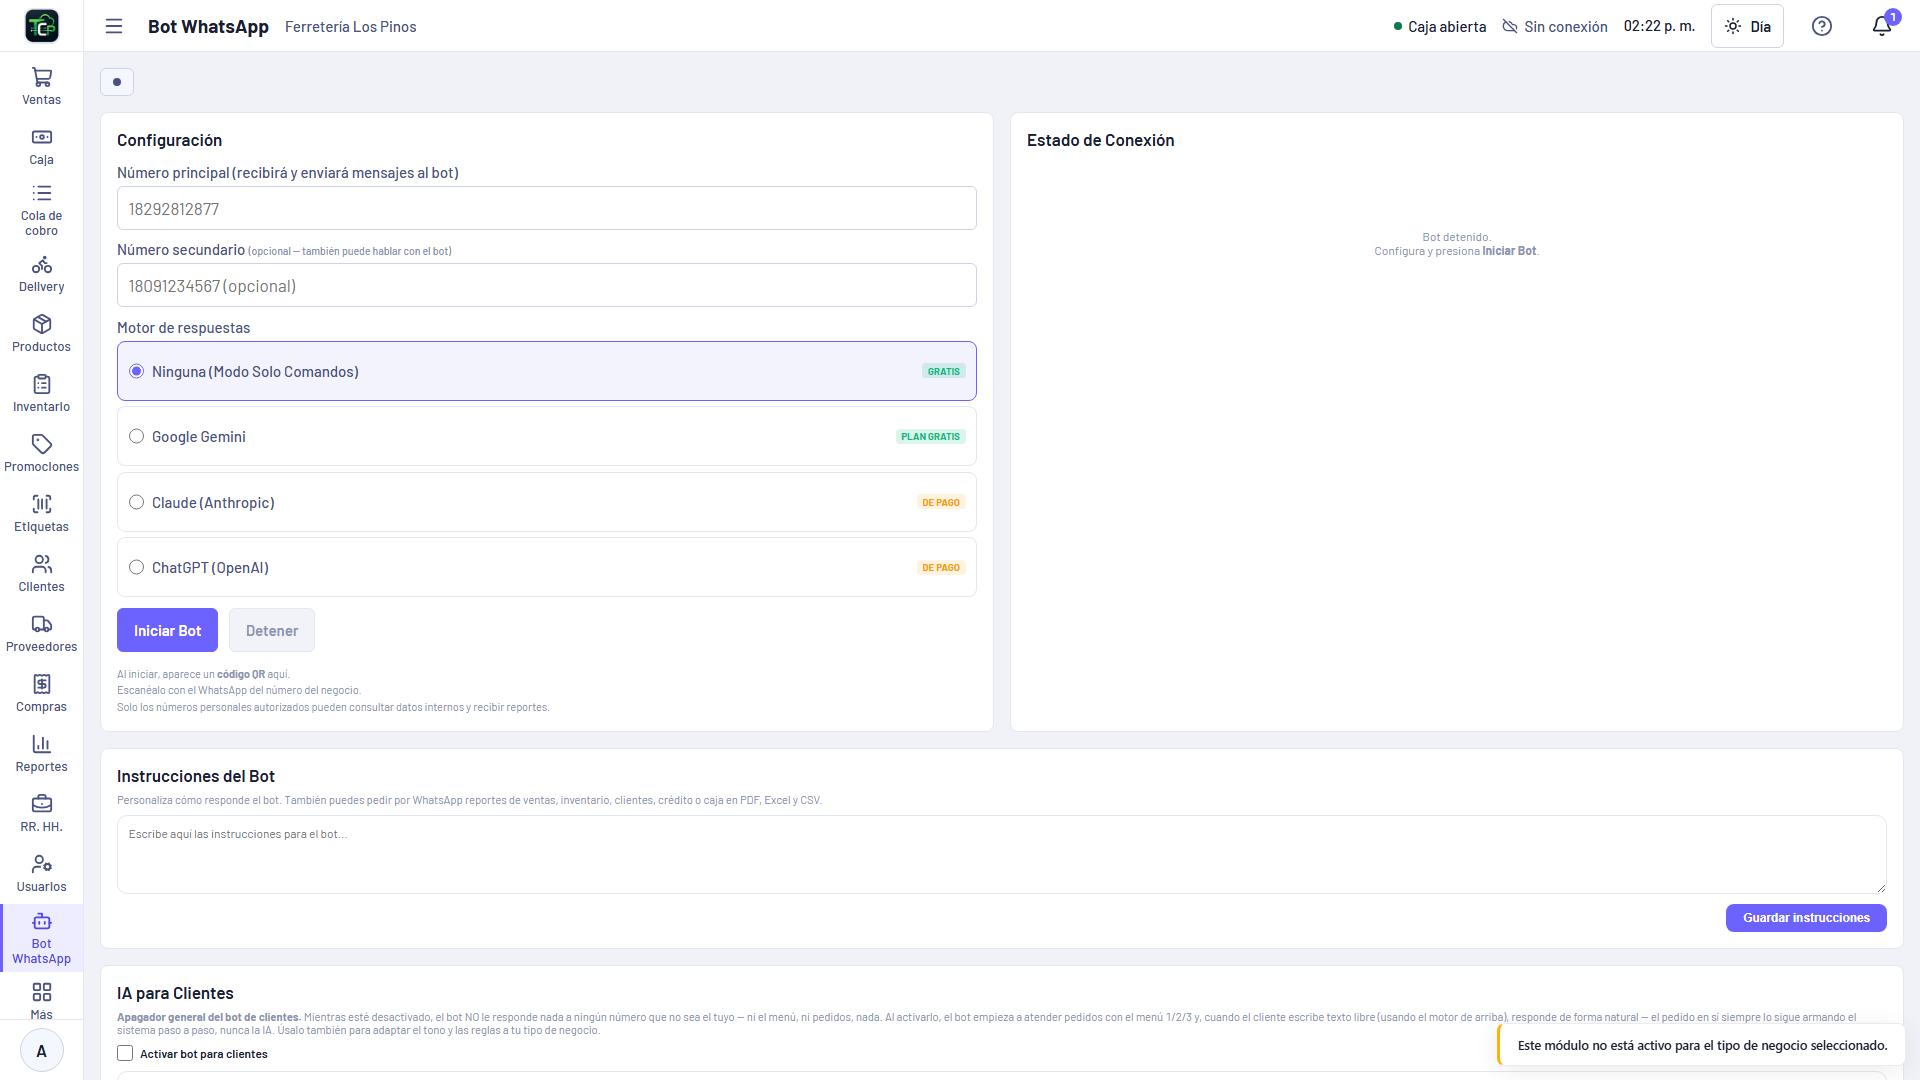 TCP
Bot WhatsApp
Ferretería Los Pinos
Caja abierta
Sin conexión
02:22 p. m.
Día
1
Ventas
Caja
Cola de
cobro
Delivery
Productos
Inventario
Promociones
Etiquetas
Clientes
Proveedores
Compras
Reportes
RR. HH.
Usuarios
Bot
WhatsApp
Más
A
Configuración
Número principal (recibirá y enviará mensajes al bot)
18292812877
Número secundario (opcional — también puede hablar con el bot)
18091234567 (opcional)
Motor de respuestas
Ninguna (Modo Solo Comandos)
GRATIS
Google Gemini
PLAN GRATIS
Claude (Anthropic)
DE PAGO
ChatGPT (OpenAI)
DE PAGO
Iniciar Bot
Detener
Al iniciar, aparece un código QR aquí.
Escanéalo con el WhatsApp del número del negocio.
Solo los números personales autorizados pueden consultar datos internos y recibir reportes.
Estado de Conexión
Bot detenido.
Configura y presiona Iniciar Bot.
Instrucciones del Bot
Personaliza cómo responde el bot. También puedes pedir por WhatsApp reportes de ventas, inventario, clientes, crédito o caja en PDF, Excel y CSV.
Escribe aquí las instrucciones para el bot...
Guardar instrucciones
IA para Clientes
Apagador general del bot de clientes. Mientras esté desactivado, el bot NO le responde nada a ningún número que no sea el tuyo — ni el menú, ni pedidos, nada. Al activarlo, el bot empieza a atender pedidos con el menú 1/2/3 y, cuando el cliente escribe texto libre (usando el motor de arriba), responde de forma natural — el pedido en sí siempre lo sigue armando el
sistema paso a paso, nunca la IA. Úsalo también para adaptar el tono y las reglas a tu tipo de negocio.
Activar bot para clientes
Este módulo no está activo para el tipo de negocio seleccionado.